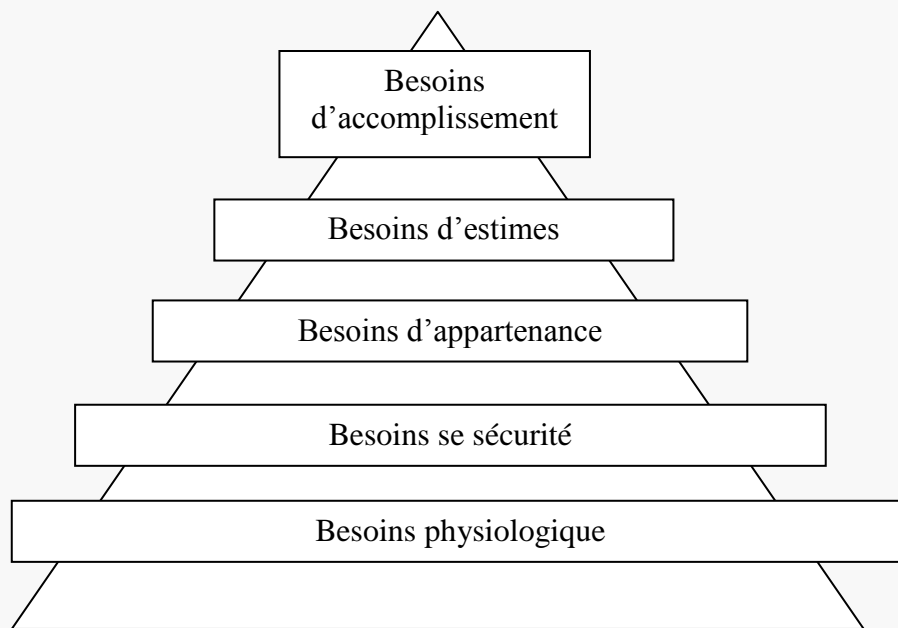 Besoins
d’accomplissement
Besoins d’estimes
Besoins d’appartenance
Besoins se sécurité
Besoins physiologique